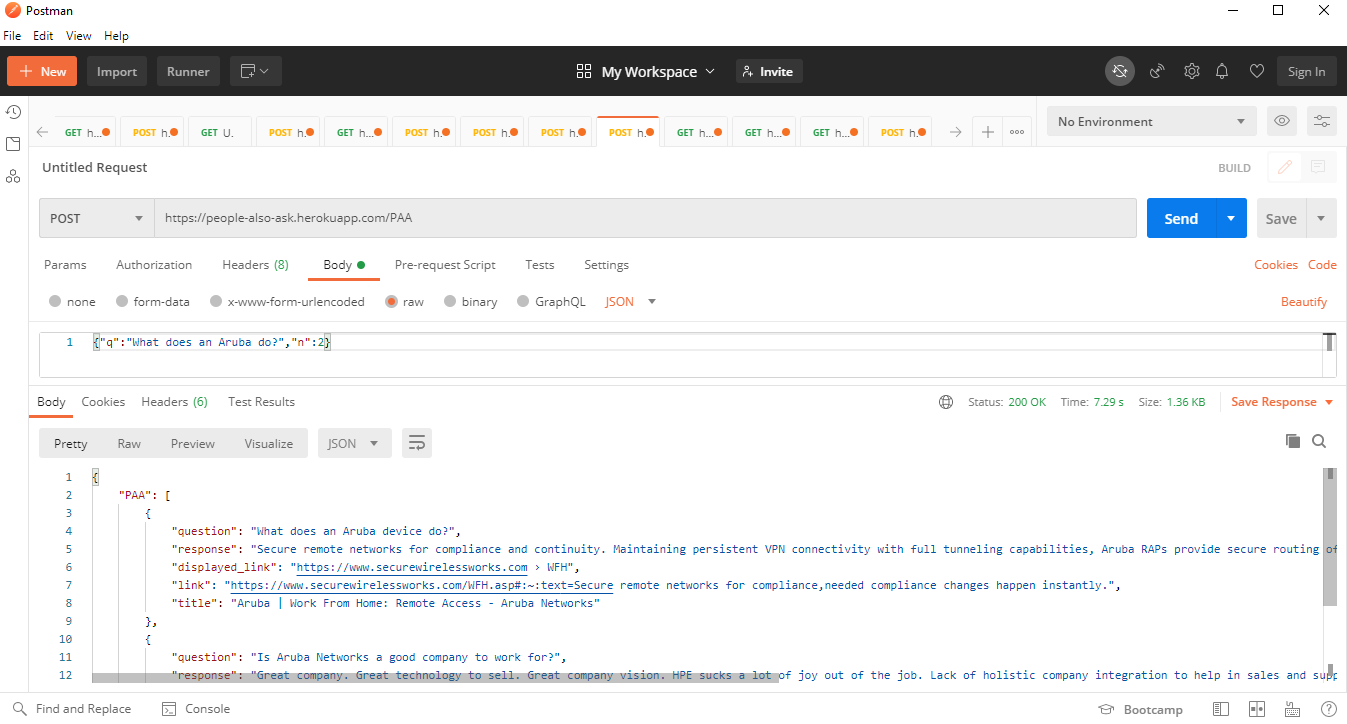 Postman
File Edit View Help
+ New Import Runner My Workspace Invite Sign In
GET h... POST h. GET U. POST h. GET h... POST h. POST h. POST h. POST h. GET h... GET h... GET h... POST h. + ••• No Environment
Untitled Request BUILD
POST https://people-also-ask.herokuapp.com/PAA Send Save
Params Authorization Headers (8) Body Pre-request Script Tests Settings Cookies Code
none form-data x-www-form-urlencoded raw binary GraphQL JSON Beautify
1 {"q":"What does an Aruba do?","n":2}
Body Cookies Headers (6) Test Results Status: 200 OK Time: 7.29 s Size: 1.36 KB Save Response
Pretty Raw Preview Visualize JSON
1 {
2 "PAA": [
3 {
4 "question": "What does an Aruba device do?",
5 "response": "Secure remote networks for compliance and continuity. Maintaining persistent VPN connectivity with full tunneling capabilities, Aruba RAPs provide secure routing of
6 "displayed_link": "https://www.securewirelessworks.com › WFH",
7 "link": "https://www.securewirelessworks.com/WFH.asp#:~:text=Secure remote networks for compliance,needed compliance changes happen instantly.",
8 "title": "Aruba | Work From Home: Remote Access - Aruba Networks"
9 },
10 {
11 "question": "Is Aruba Networks a good company to work for?",
12 "response": "Great company. Great technology to sell. Great company vision. HPE sucks a lot of joy out of the job. Lack of holistic company integration to help in sales and supp
Find and Replace Console Bootcamp